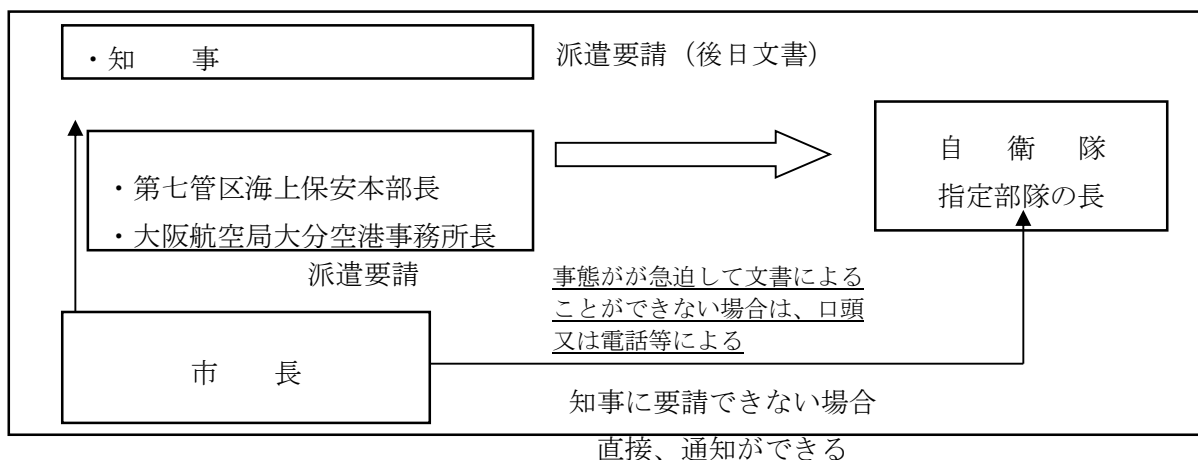 ・知　　事
派遣要請（後日文書）
・第七管区海上保安本部長
・大阪航空局大分空港事務所長
自　衛　隊
指定部隊の長
派遣要請
事態がが急迫して文書による
ことができない場合は、口頭
又は電話等による
市　　長
知事に要請できない場合
直接、通知ができる